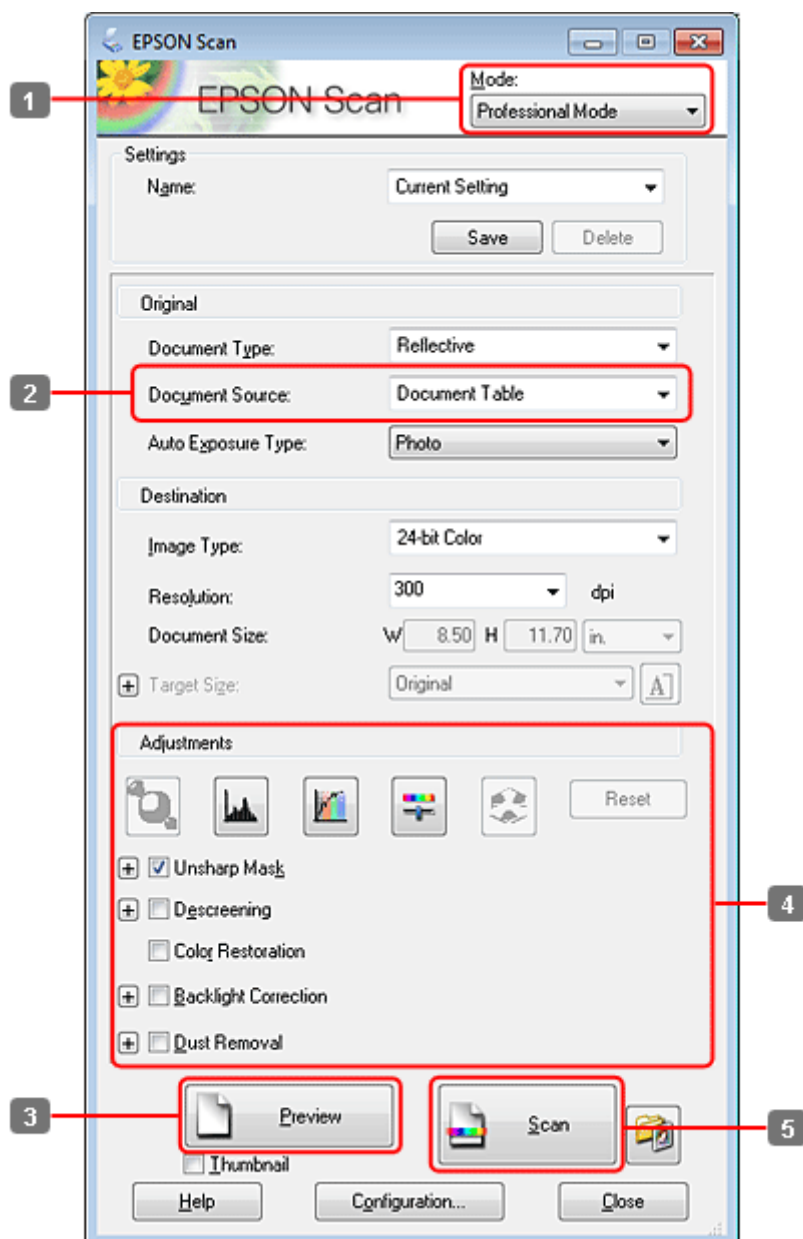 EPSON Scan
EPSON Scan
Mode:
1
Professional Mode
Settings
Name:
Current Setting
Save
Delete
Original
Document Type:
Reflective
2
Document Source:
Document Table
Auto Exposure Type:
Photo
Destination
Image Type:
24-bit Color
Resolution:
300
dpi
Document Size:
W 8.50 H 11.70 in.
Target Size:
Original
A
Adjustments
Reset
Unsharp Mask
4
Descreening
Color Restoration
Backlight Correction
Dust Removal
3
Preview
Scan
5
Thumbnail
Help
Configuration...
Close